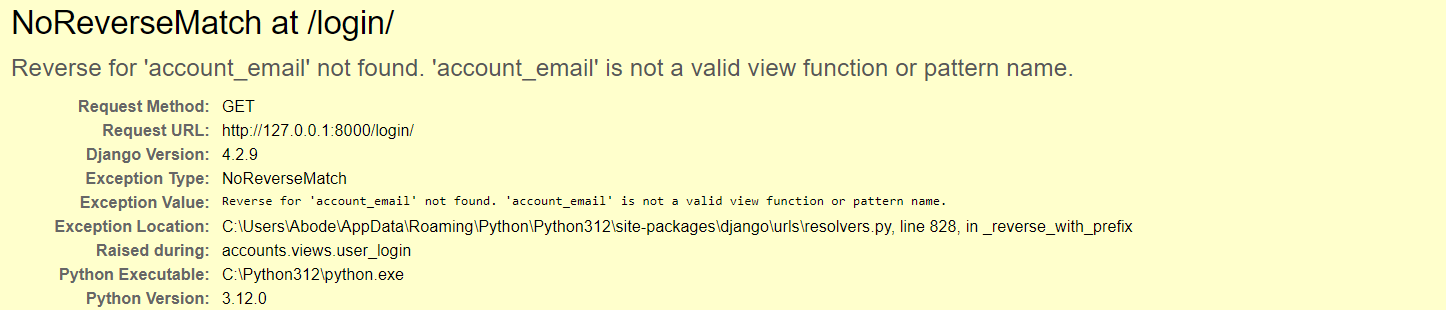 NoReverseMatch at /login/
Reverse for 'account_email' not found. 'account_email' is not a valid view function or pattern name.
Request Method: GET
Request URL: http://127.0.0.1:8000/login/
Django Version: 4.2.9
Exception Type: NoReverseMatch
Exception Value: Reverse for 'account_email' not found. 'account_email' is not a valid view function or pattern name.
Exception Location: C:\Users\Abode\AppData\Roaming\Python\Python312\site-packages\django\urls\resolvers.py, line 828, in _reverse_with_prefix
Raised during: accounts.views.user_login
Python Executable: C:\Python312\python.exe
Python Version: 3.12.0